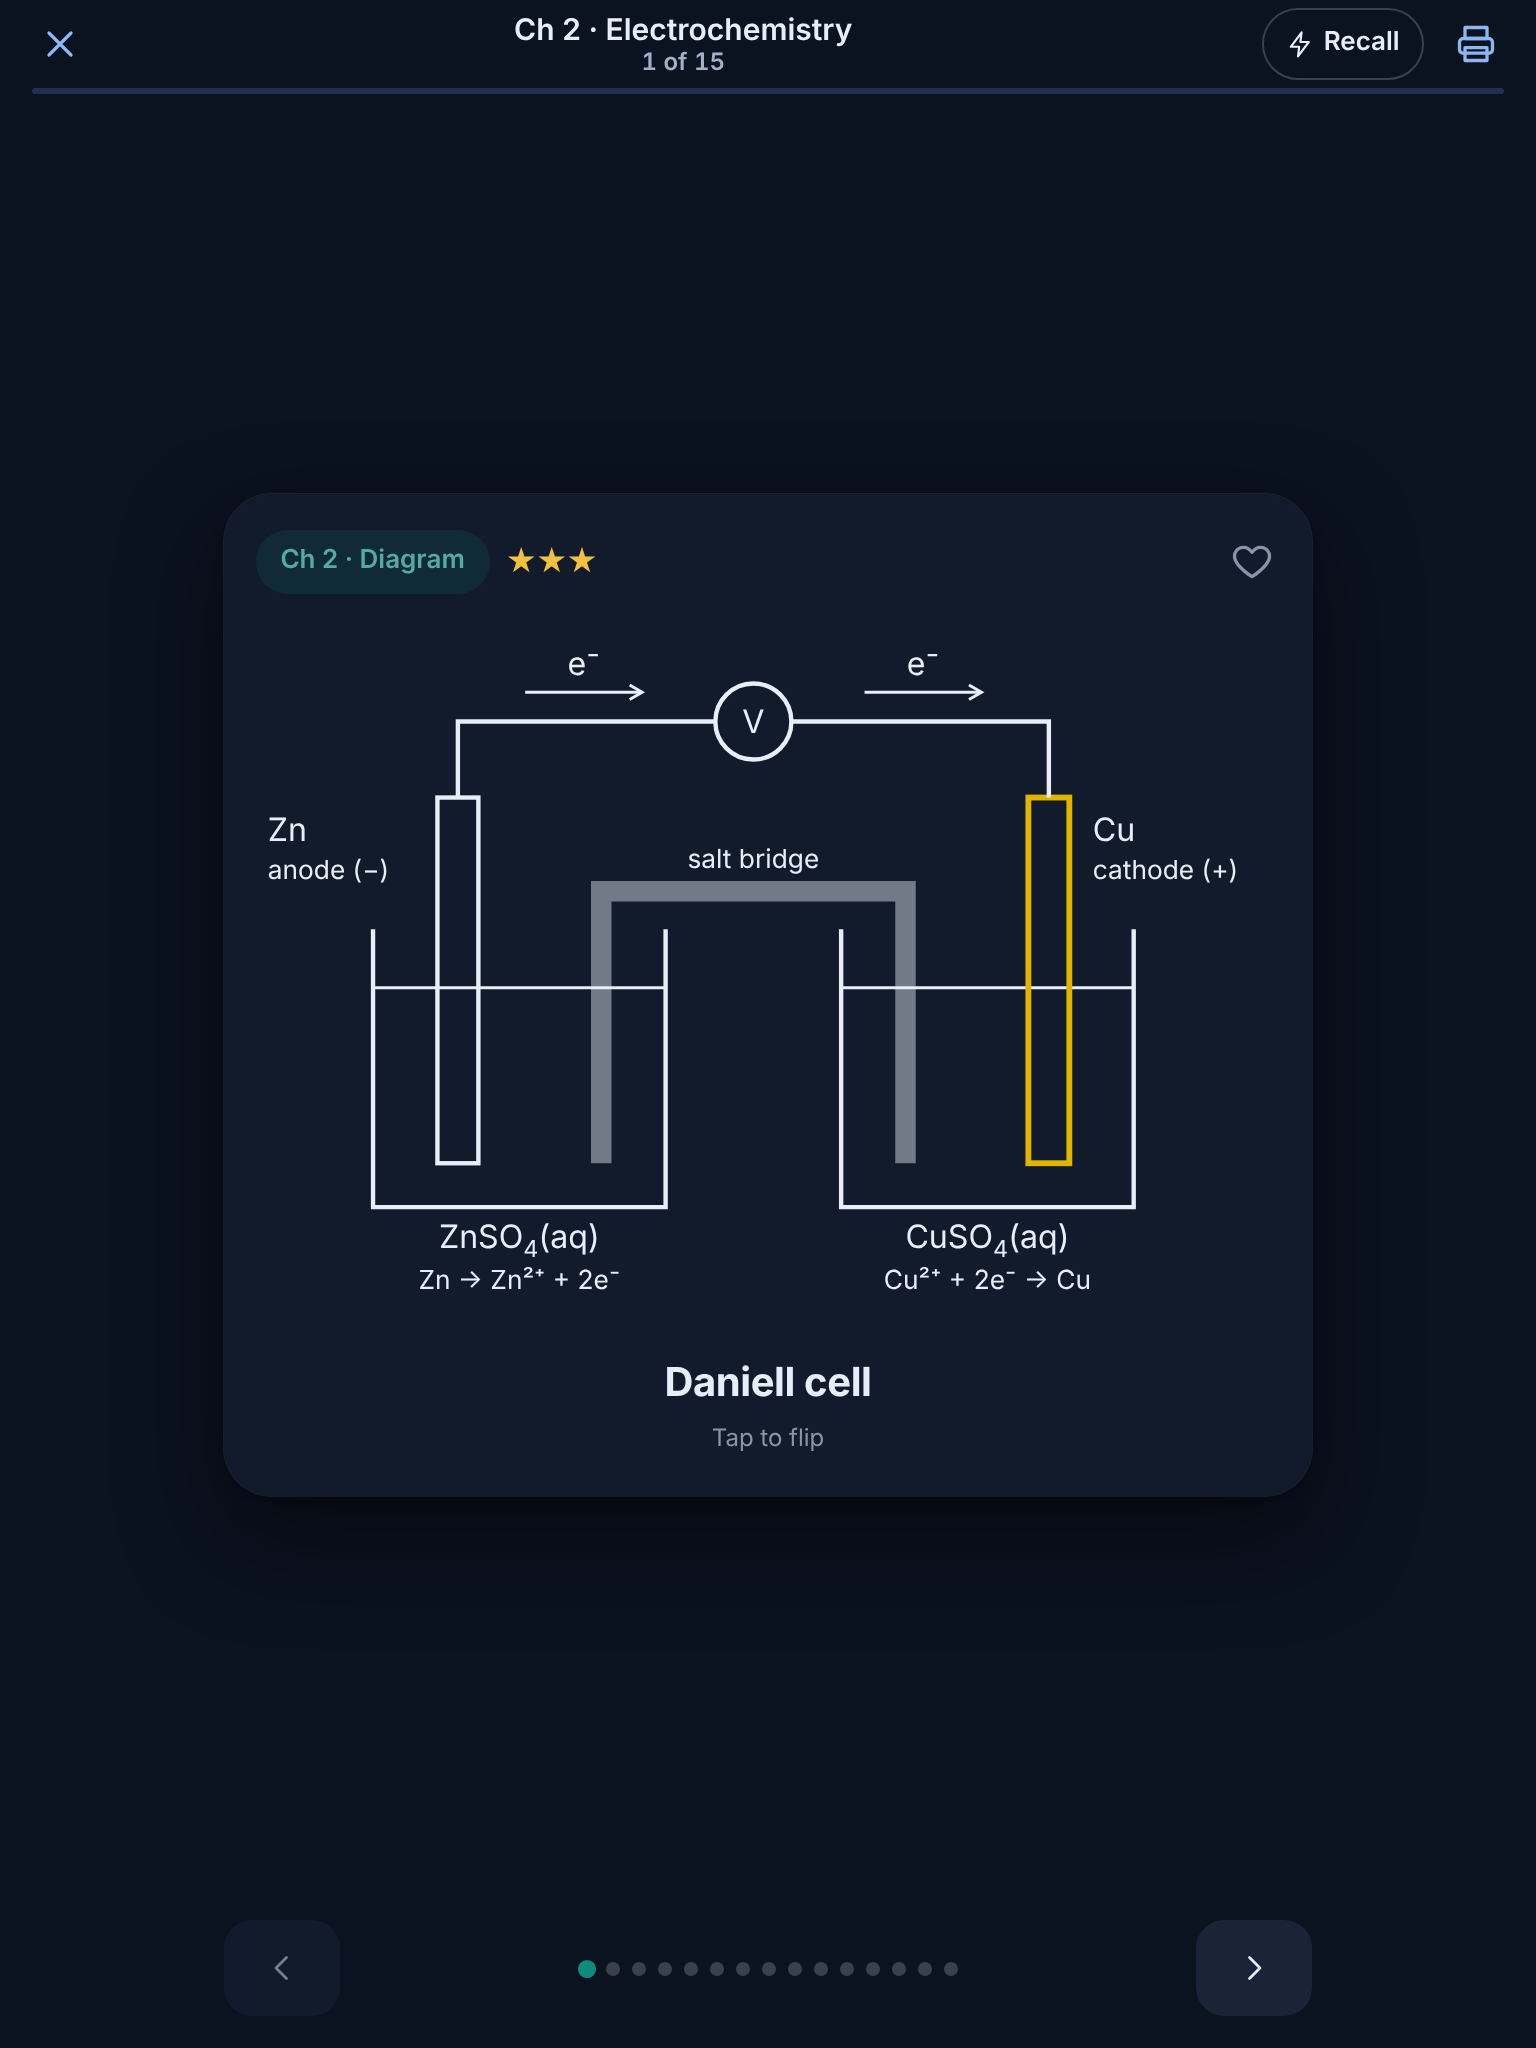 Ch 2 · Electrochemistry
1 of 15
Recall
Ch 2 · Diagram ★★★
e⁻ e⁻
V
Zn
anode (−)
Cu
cathode (+)
salt bridge
ZnSO₄(aq)
Zn → Zn²⁺ + 2e⁻
CuSO₄(aq)
Cu²⁺ + 2e⁻ → Cu
Daniell cell
Tap to flip